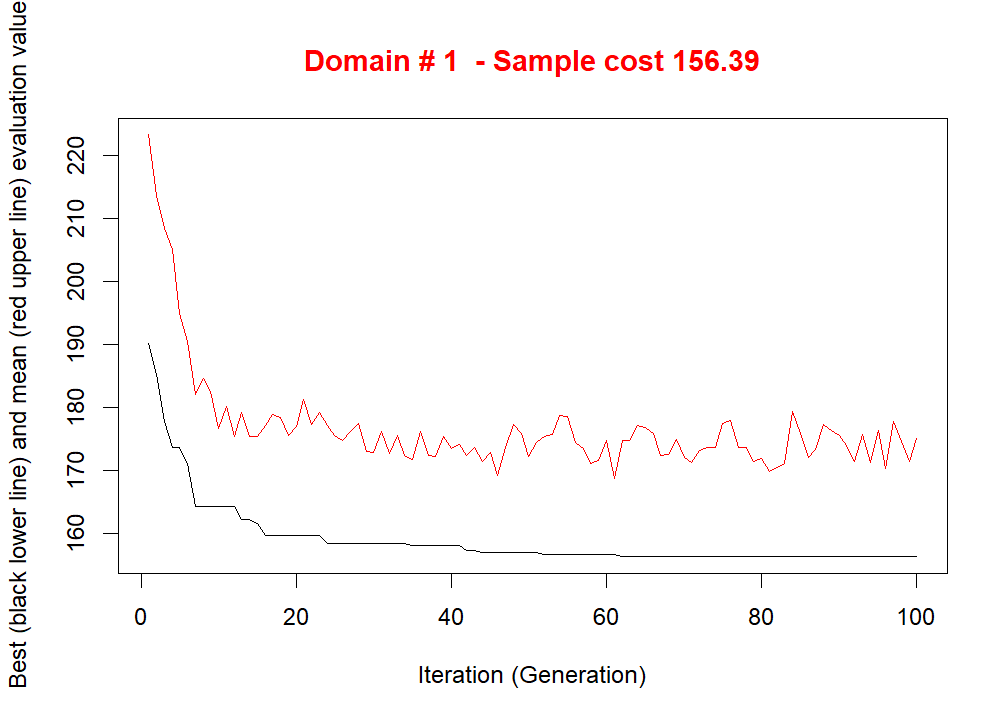 Domain # 1  - Sample cost 156.39
Best (black lower line) and mean (red upper line) evaluation value
220
210
200
190
180
170
160
0 20 40 60 80 100
Iteration (Generation)